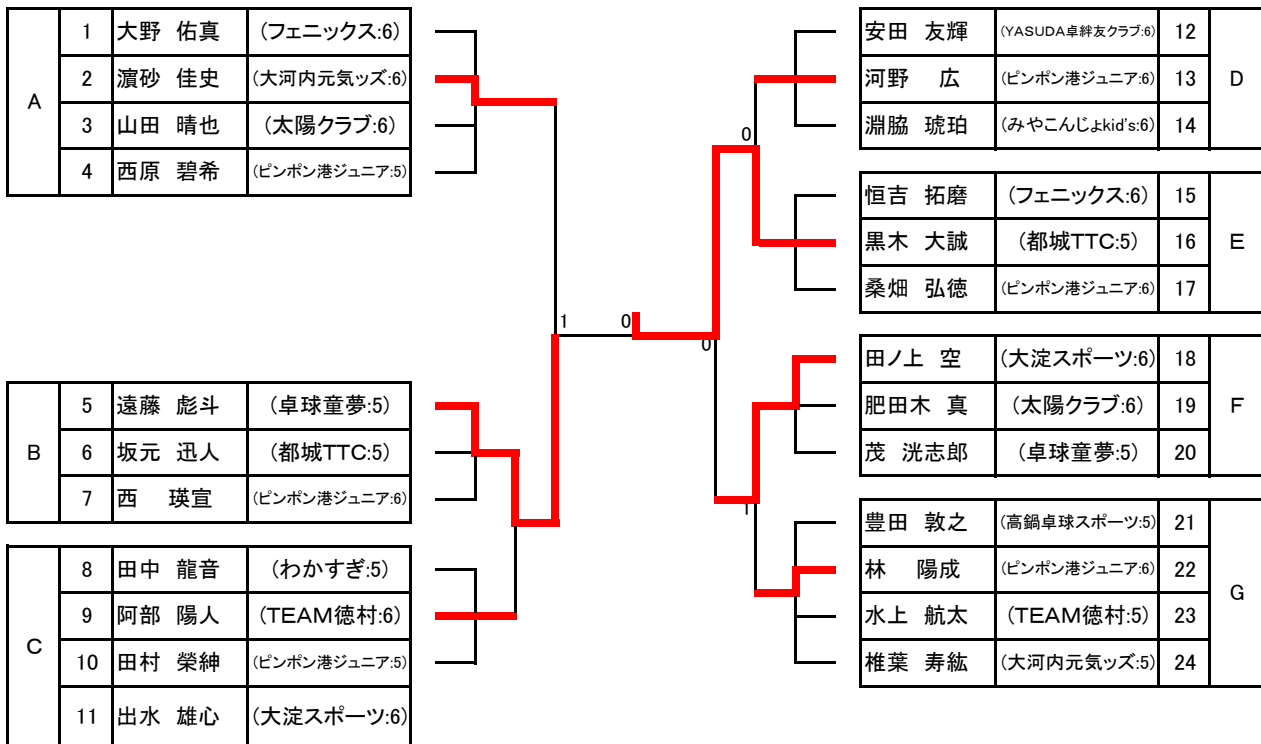 A
1 大野 佑真 (フェニックス:6)
2 濵砂 佳史 (大河内元気ッズ:6)
3 山田 晴也 (太陽クラブ:6)
4 西原 碧希 (ピンポン港ジュニア:5)
B
5 遠藤 彪斗 (卓球童夢:5)
6 坂元 迅人 (都城TTC:5)
7 西 瑛宣 (ピンポン港ジュニア:6)
C
8 田中 龍音 (わかすぎ:5)
9 阿部 陽人 (TEAM徳村:6)
10 田村 榮紳 (ピンポン港ジュニア:5)
11 出水 雄心 (大淀スポーツ:6)
1
0
0
0
1
安田 友輝 (YASUDA卓絆友クラブ:6) 12
河野 広 (ピンポン港ジュニア:6) 13
淵脇 琥珀 (みやこんじょkid's:6) 14
D
恒吉 拓磨 (フェニックス:6) 15
黒木 大誠 (都城TTC:5) 16
桑畑 弘徳 (ピンポン港ジュニア:6) 17
E
田ノ上 空 (大淀スポーツ:6) 18
肥田木 真 (太陽クラブ:6) 19
茂 洸志郎 (卓球童夢:5) 20
F
豊田 敦之 (高鍋卓球スポーツ:5) 21
林 陽成 (ピンポン港ジュニア:6) 22
水上 航太 (TEAM徳村:5) 23
椎葉 寿紘 (大河内元気ッズ:5) 24
G